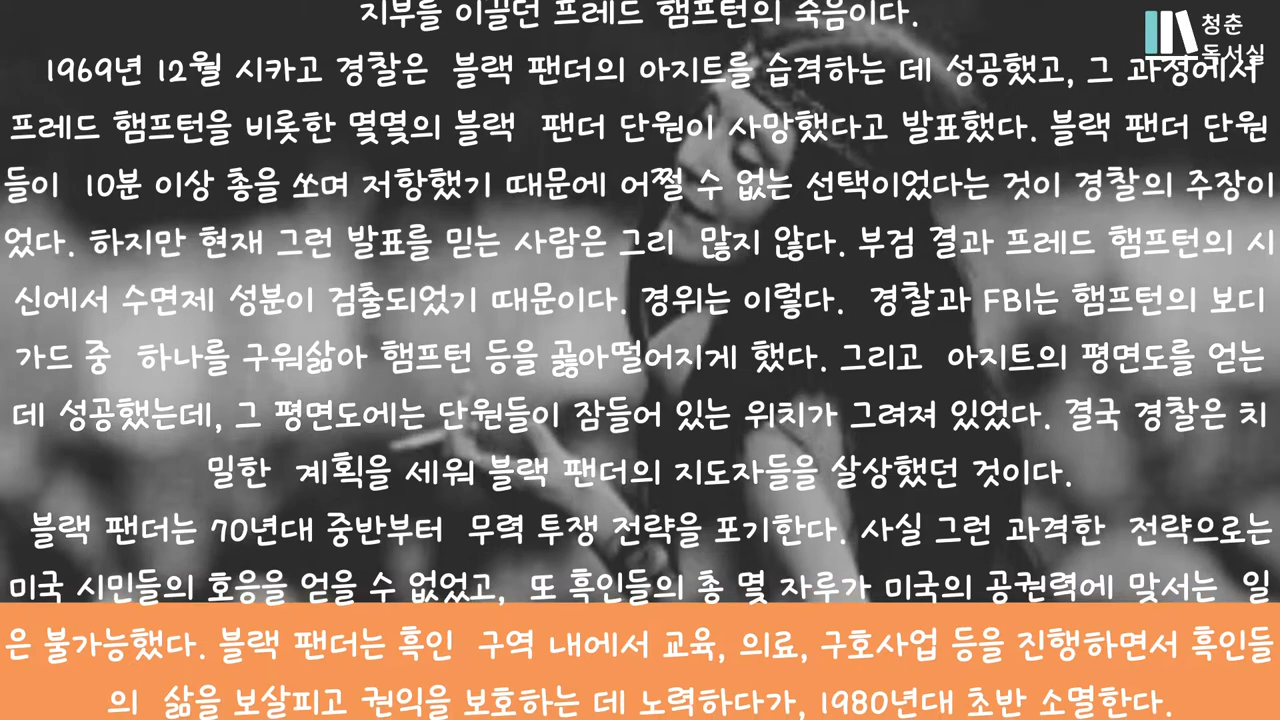 지부를 이끌던 프레드 햄프턴의 죽음이다.
청춘
독서실
1969년 12월 시카고 경찰은 블랙 팬더의 아지트를 습격하는 데 성공했고, 그 과정에서
프레드 햄프턴을 비롯한 몇몇의 블랙 팬더 단원이 사망했다고 발표했다. 블랙 팬더 단원
들이 10분 이상 총을 쏘며 저항했기 때문에 어쩔 수 없는 선택이었다는 것이 경찰의 주장이
었다. 하지만 현재 그런 발표를 믿는 사람은 그리 많지 않다. 부검 결과 프레드 햄프턴의 시
신에서 수면제 성분이 검출되었기 때문이다. 경위는 이렇다. 경찰과 FBI는 햄프턴의 보디
가드 중 하나를 구워삶아 햄프턴 등을 곯아떨어지게 했다. 그리고 아지트의 평면도를 얻는
데 성공했는데, 그 평면도에는 단원들이 잠들어 있는 위치가 그려져 있었다. 결국 경찰은 치
밀한 계획을 세워 블랙 팬더의 지도자들을 살상했던 것이다.
블랙 팬더는 70년대 중반부터 무력 투쟁 전략을 포기한다. 사실 그런 과격한 전략으로는
미국 시민들의 호응을 얻을 수 없었고, 또 흑인들의 총 몇 자루가 미국의 공권력에 맞서는 일
은 불가능했다. 블랙 팬더는 흑인 구역 내에서 교육, 의료, 구호사업 등을 진행하면서 흑인들
의 삶을 보살피고 권익을 보호하는 데 노력하다가, 1980년대 초반 소멸한다.